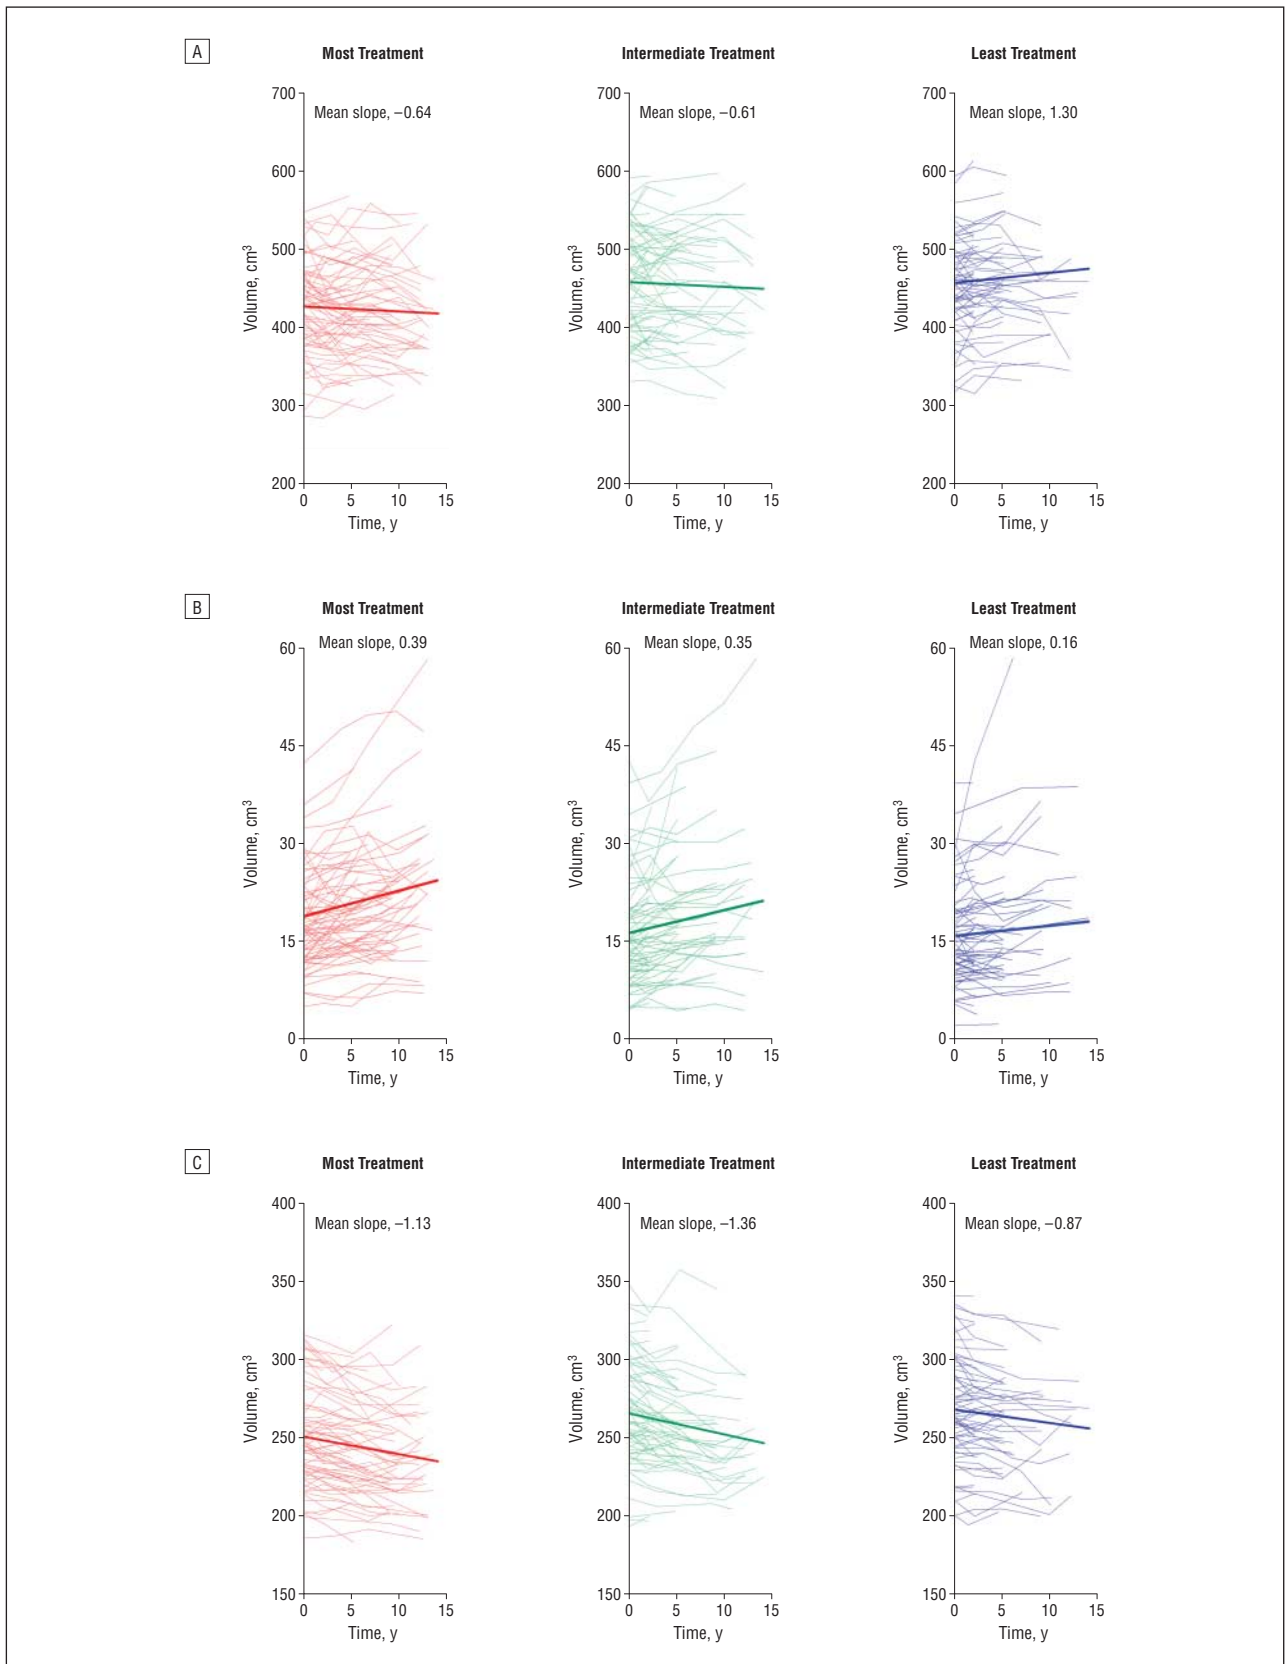 A
Most Treatment
Mean slope, –0.64
700
600
500
400
300
200
Volume, cm³
0 5 10 15
Time, y
Intermediate Treatment
Mean slope, –0.61
700
600
500
400
300
200
Volume, cm³
0 5 10 15
Time, y
Least Treatment
Mean slope, 1.30
700
600
500
400
300
200
Volume, cm³
0 5 10 15
Time, y
B
Most Treatment
Mean slope, 0.39
60
45
30
15
0
Volume, cm³
0 5 10 15
Time, y
Intermediate Treatment
Mean slope, 0.35
60
45
30
15
0
Volume, cm³
0 5 10 15
Time, y
Least Treatment
Mean slope, 0.16
60
45
30
15
0
Volume, cm³
0 5 10 15
Time, y
C
Most Treatment
Mean slope, –1.13
400
350
300
250
200
150
Volume, cm³
0 5 10 15
Time, y
Intermediate Treatment
Mean slope, –1.36
400
350
300
250
200
150
Volume, cm³
0 5 10 15
Time, y
Least Treatment
Mean slope, –0.87
400
350
300
250
200
150
Volume, cm³
0 5 10 15
Time, y